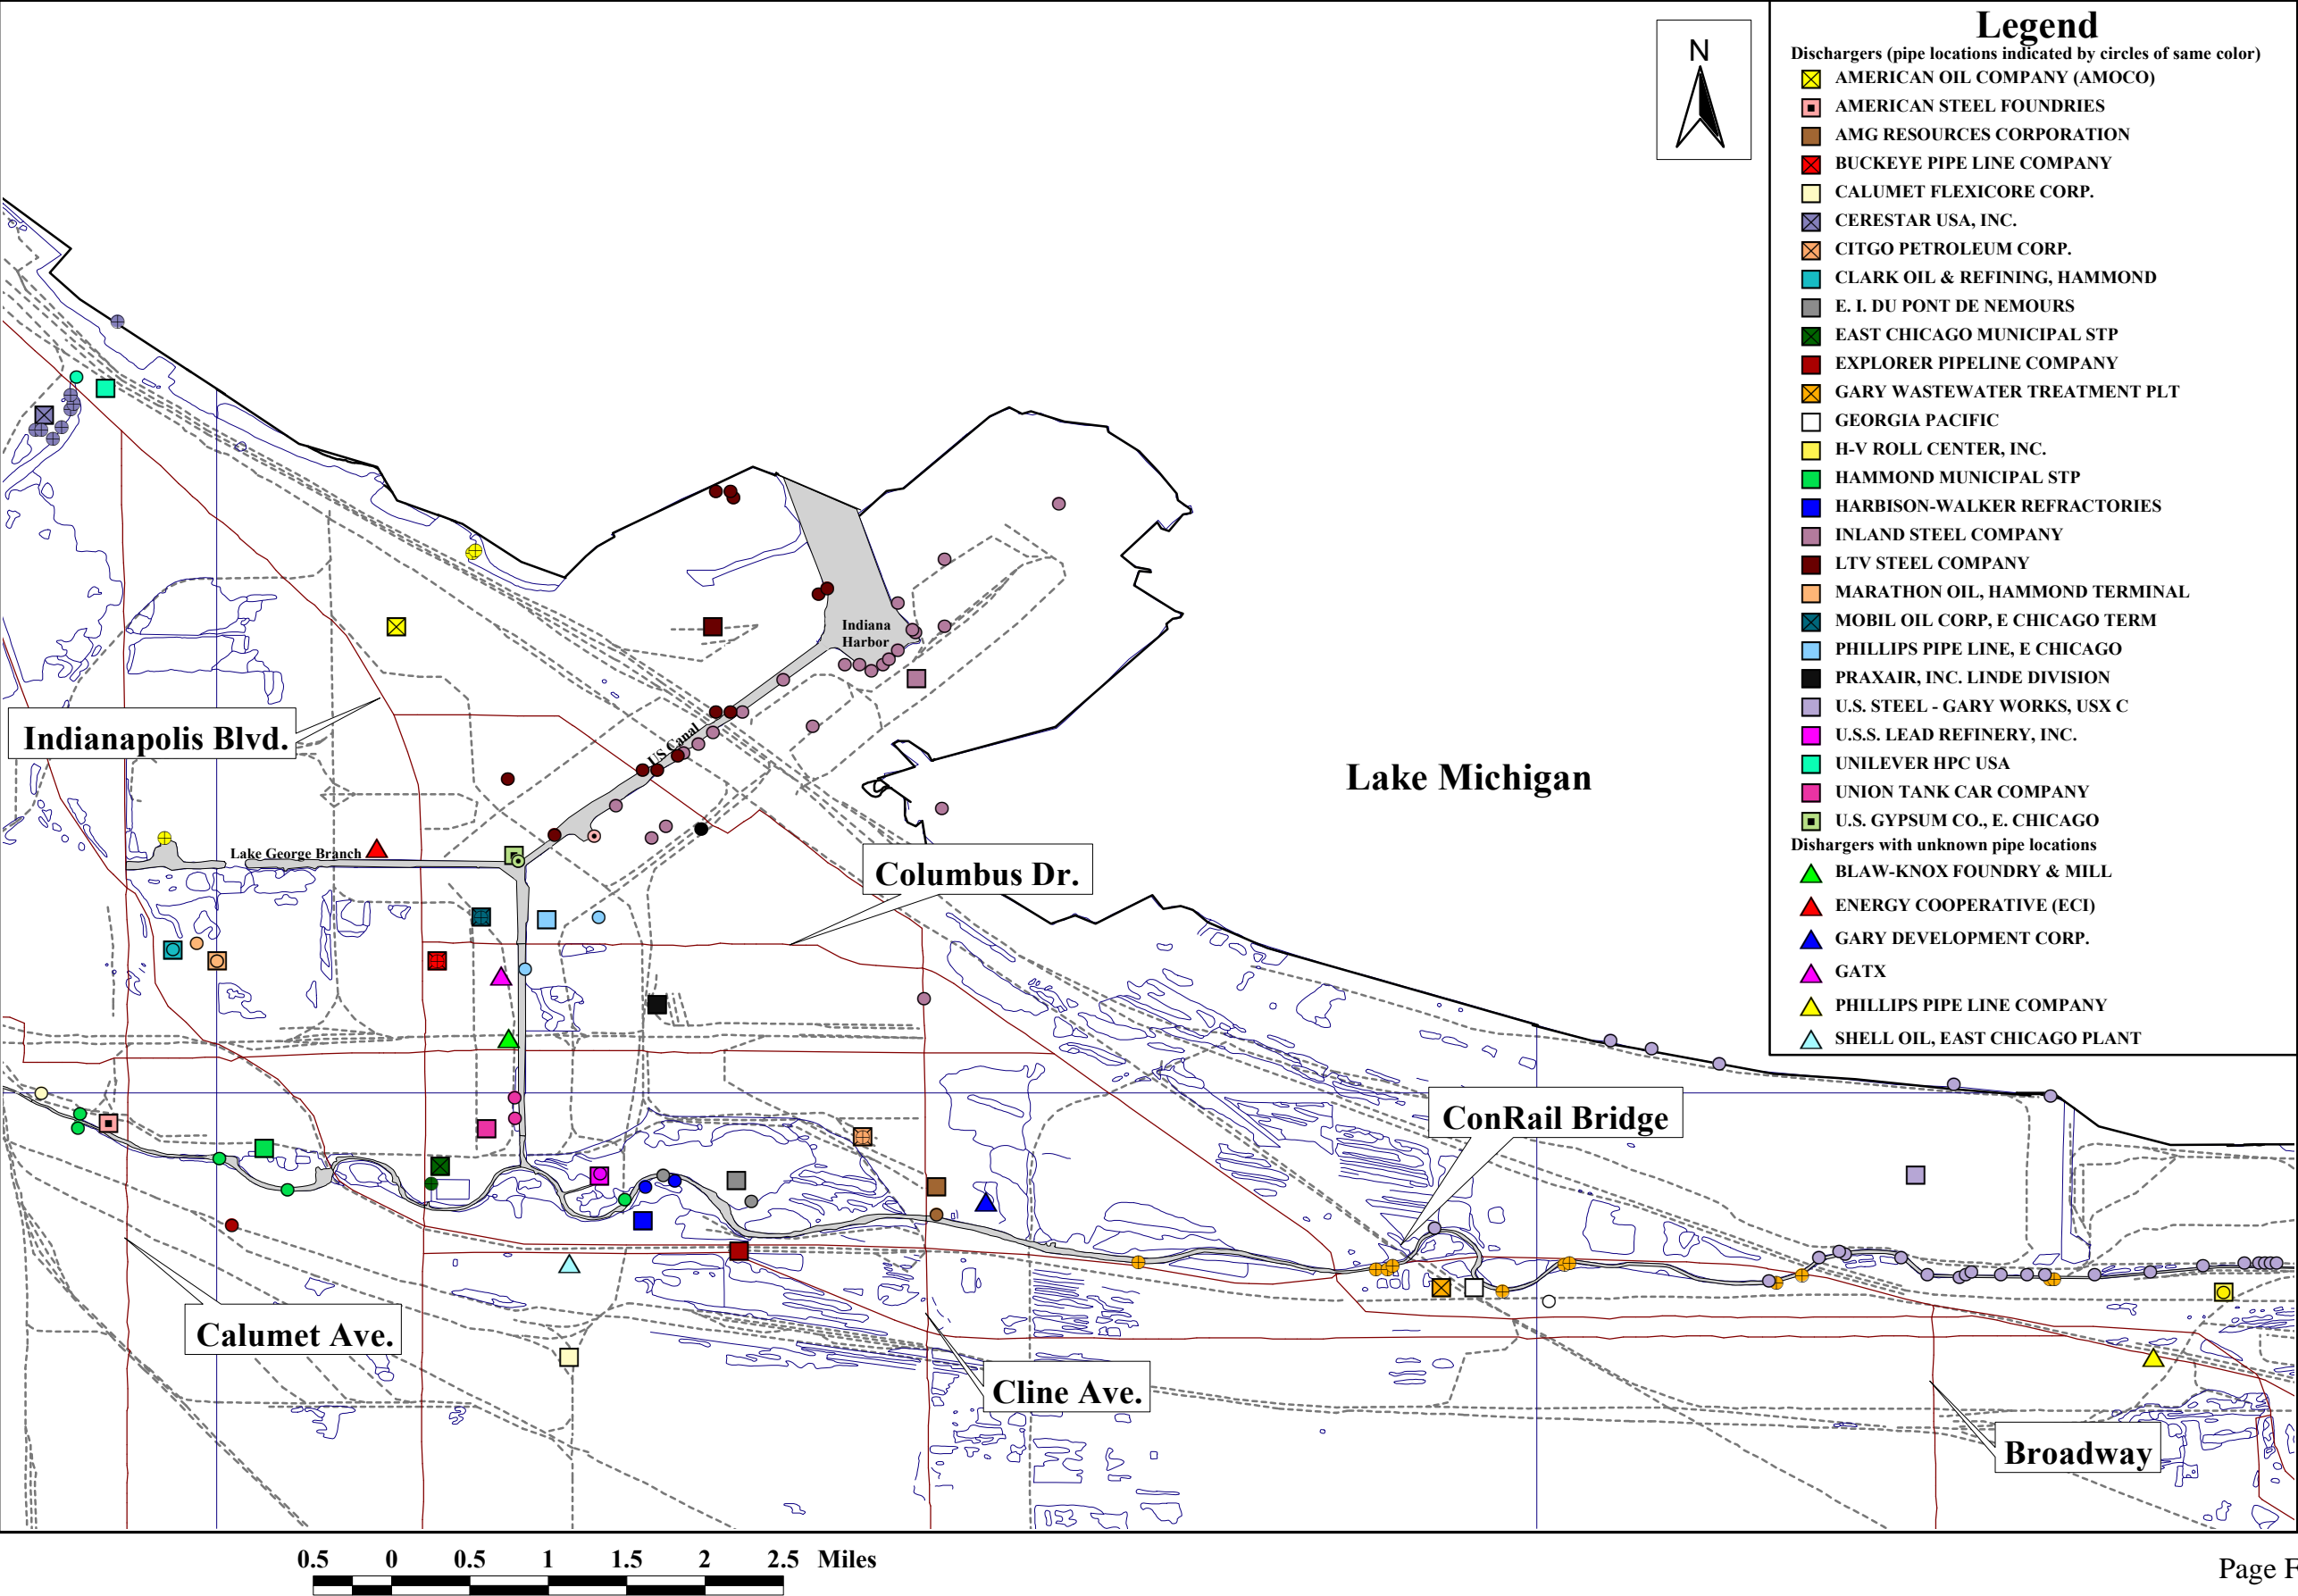 Legend
Dischargers (pipe locations indicated by circles of same color)
AMERICAN OIL COMPANY (AMOCO)
AMERICAN STEEL FOUNDRIES
AMG RESOURCES CORPORATION
BUCKEYE PIPE LINE COMPANY
CALUMET FLEXICORE CORP.
CERESTAR USA, INC.
CITGO PETROLEUM CORP.
CLARK OIL & REFINING, HAMMOND
E. I. DU PONT DE NEMOURS
EAST CHICAGO MUNICIPAL STP
EXPLORER PIPELINE COMPANY
GARY WASTEWATER TREATMENT PLT
GEORGIA PACIFIC
H-V ROLL CENTER, INC.
HAMMOND MUNICIPAL STP
HARBISON-WALKER REFRACTORIES
INLAND STEEL COMPANY
LTV STEEL COMPANY
MARATHON OIL, HAMMOND TERMINAL
MOBIL OIL CORP, E CHICAGO TERM
PHILLIPS PIPE LINE, E CHICAGO
PRAXAIR, INC. LINDE DIVISION
U.S. STEEL - GARY WORKS, USX C
U.S.S. LEAD REFINERY, INC.
UNILEVER HPC USA
UNION TANK CAR COMPANY
U.S. GYPSUM CO., E. CHICAGO
Dishargers with unknown pipe locations
BLAW-KNOX FOUNDRY & MILL
ENERGY COOPERATIVE (ECI)
GARY DEVELOPMENT CORP.
GATX
PHILLIPS PIPE LINE COMPANY
SHELL OIL, EAST CHICAGO PLANT
N
Indiana
Harbor
Indianapolis Blvd.
US Canal
Lake Michigan
Lake George Branch
Columbus Dr.
ConRail Bridge
Calumet Ave.
Cline Ave.
Broadway
0.5 0 0.5 1 1.5 2 2.5 Miles
Page F